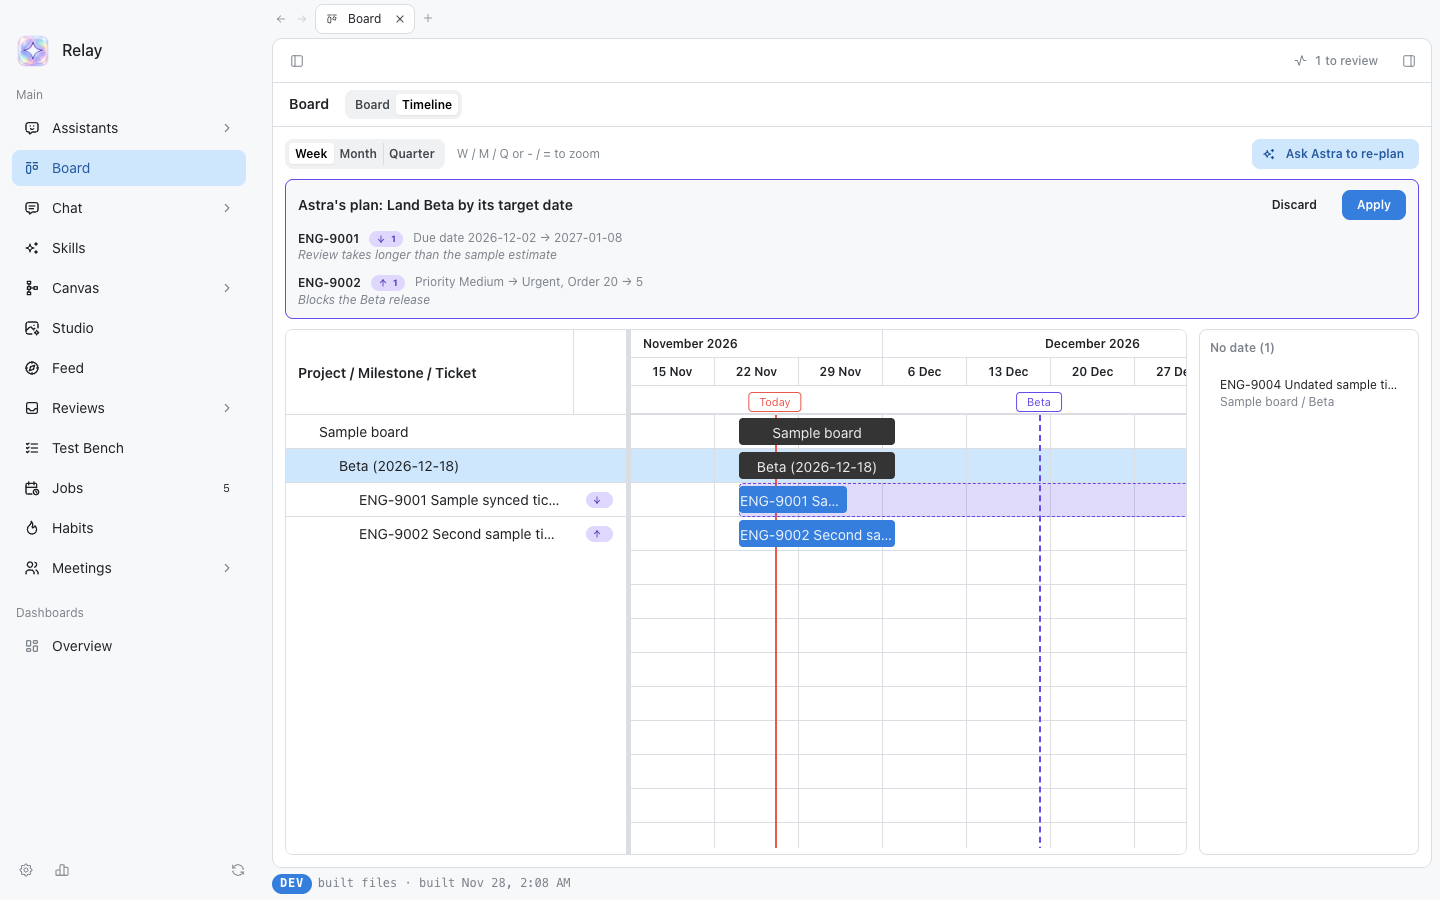 Board
Relay
1 to review
Main
Board
Board
Timeline
Assistants
Week
Month
Quarter
W / M / Q or - / = to zoom
Ask Astra to re-plan
Board
Astra's plan: Land Beta by its target date
Discard
Apply
Chat
ENG-9001
1
Due date 2026-12-02 → 2027-01-08
Review takes longer than the sample estimate
Skills
ENG-9002
1
Priority Medium → Urgent, Order 20 → 5
Blocks the Beta release
Canvas
Studio
Feed
Reviews
Test Bench
Jobs
5
Habits
Meetings
Dashboards
Overview
Project / Milestone / Ticket
November 2026
December 2026
15 Nov
22 Nov
29 Nov
6 Dec
13 Dec
20 Dec
27 De
Today
Beta
Sample board
Sample board
Beta (2026-12-18)
Beta (2026-12-18)
ENG-9001 Sample synced tic...
ENG-9001 Sa...
ENG-9002 Second sample ti...
ENG-9002 Second sa...
No date (1)
ENG-9004 Undated sample ti...
Sample board / Beta
DEV
built files · built Nov 28, 2:08 AM